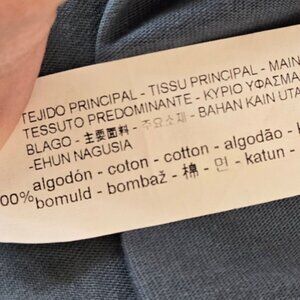 TEJIDO PRINCIPAL - TISSU PRINCIPAL - MAIN
TESSUTO PREDOMINANTE - ΚΥΡΙΟ ΥΦΑΣΜΑ
BLAGO - 主要面料 - 주요소재 - BAHAN KAIN UTA
-EHUN NAGUSIA
algodón - coton - cotton - algodão -
00% bomuld - bombaž - 棉 - 면 - katun -